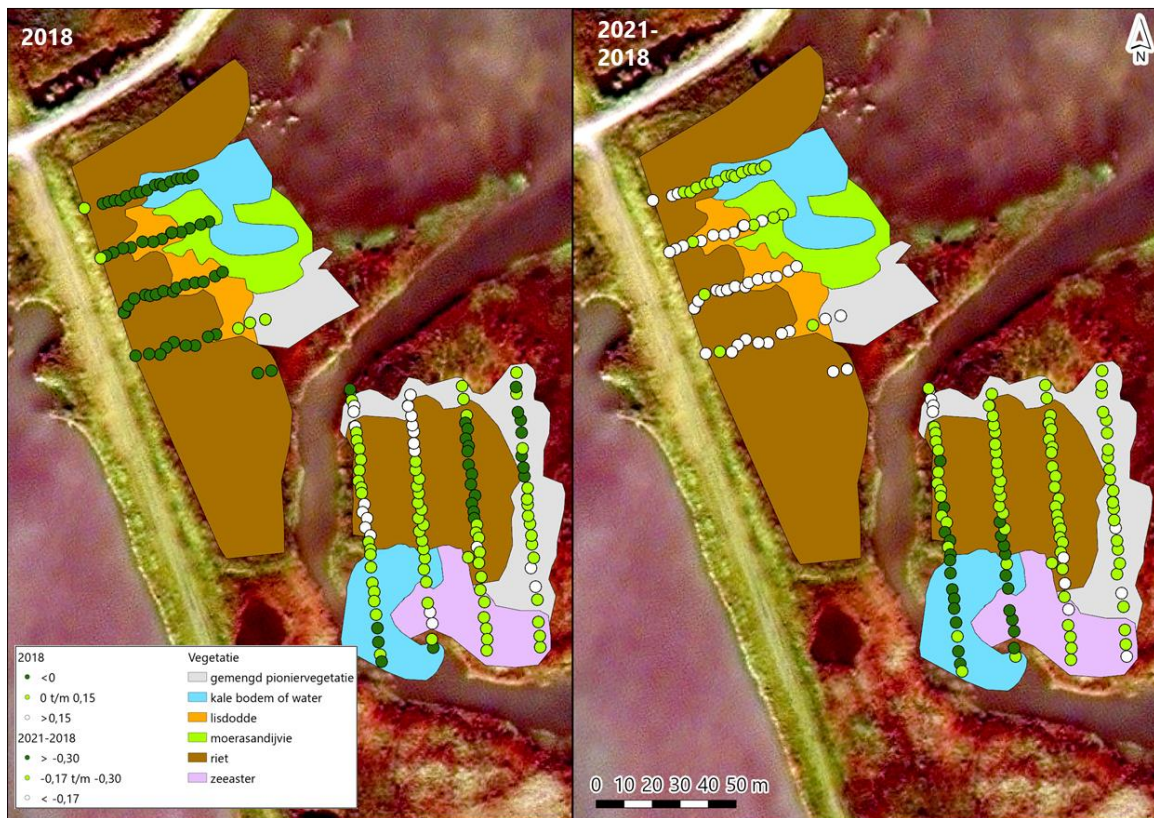 2018
2021-
2018
N
2018
<0
0 t/m 0,15
>0,15
2021-2018
> -0,30
-0,17 t/m -0,30
< -0,17
Vegetatie
gemengd pioniervegetatie
kale bodem of water
lisdodde
moerasandijvie
riet
zeeaster
0 10 20 30 40 50 m